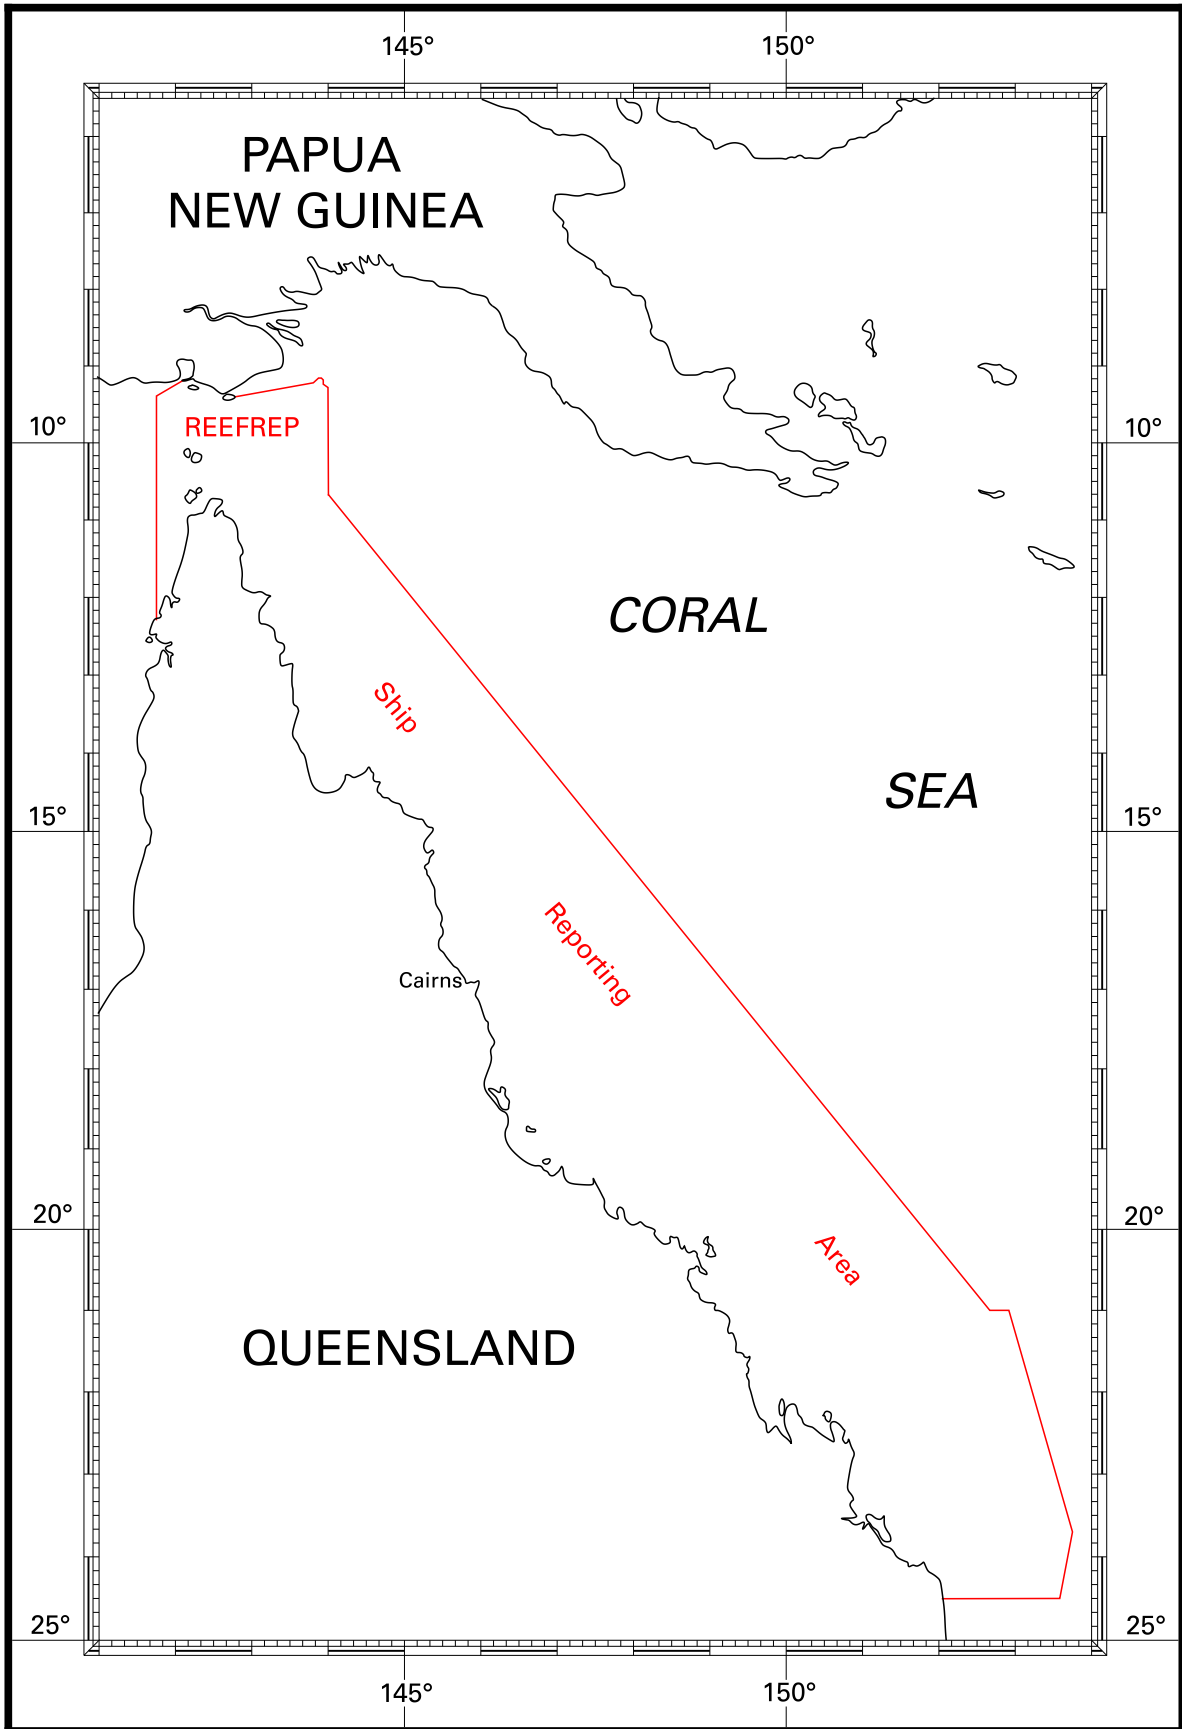 145°
150°
PAPUA
NEW GUINEA
REEFREP
10°
10°
CORAL
Ship
SEA
15°
15°
Reporting
Cairns
20°
20°
Area
QUEENSLAND
25°
25°
145°
150°